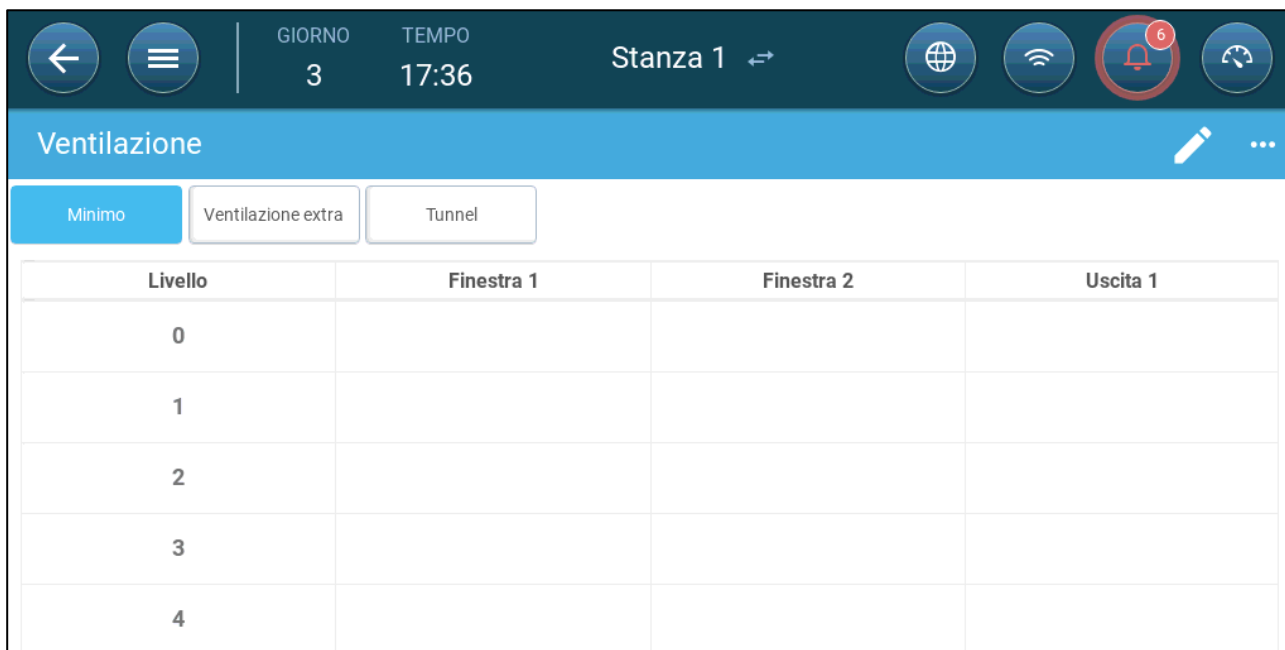 GIORNO TEMPO
3 17:36 Stanza 1 6
Ventilazione
Minimo Ventilazione extra Tunnel
Livello Finestra 1 Finestra 2 Uscita 1
0
1
2
3
4